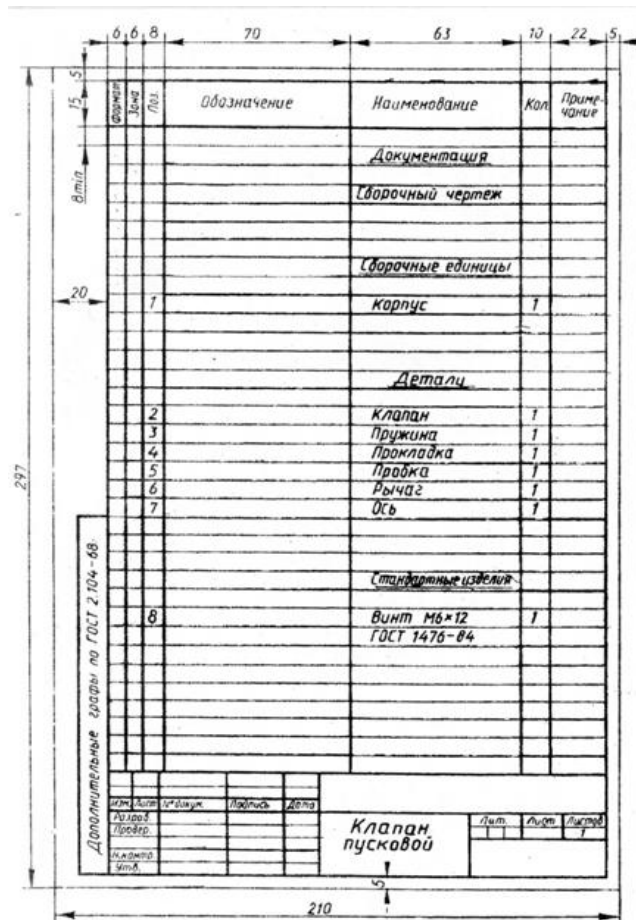 6 6 8 70 63 10 22 5
5
15
8min
20
297
Формат Зона Поз. Обозначение Наименование Кол Приме-
чание
Документация
Сборочный чертеж
Сборочные единицы
1 Корпус 1
Детали
2 Клапан 1
3 Пружина 1
4 Прокладка 1
5 Пробка 1
6 Рычаг 1
7 Ось 1
Стандартные изделия
8 Винт М6×12 1
ГОСТ 1476-84
Дополнительные графы по ГОСТ 2.104-68.
Изм. Лист № докум. Подпись Дата
Разраб.
Провер.
Н.контр.
Утв.
Клапан
пусковой
Лит. Лист Листов
1
5
210